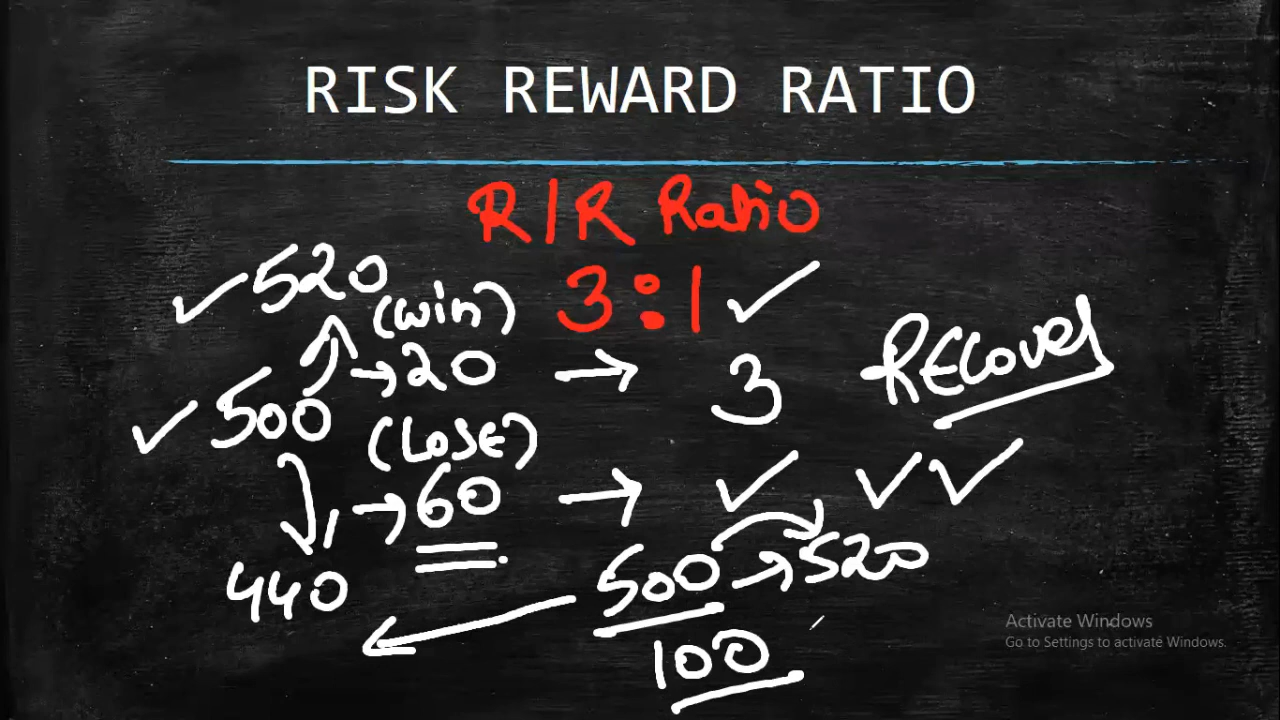 RISK REWARD RATIO
R/R Ratio
3:1
520
(win)
→20 → 3
RECOVER
500
(LOSE)
→60 →
440
500→520
100
Activate Windows
Go to Settings to activate Windows.